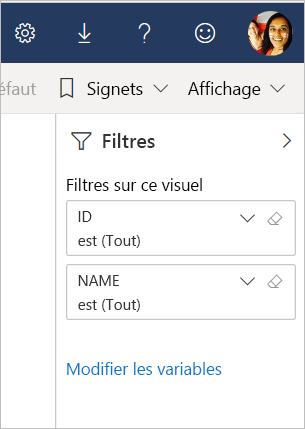 éfaut Signets Affichage
Filtres
Filtres sur ce visuel
ID
est (Tout)
NAME
est (Tout)
Modifier les variables